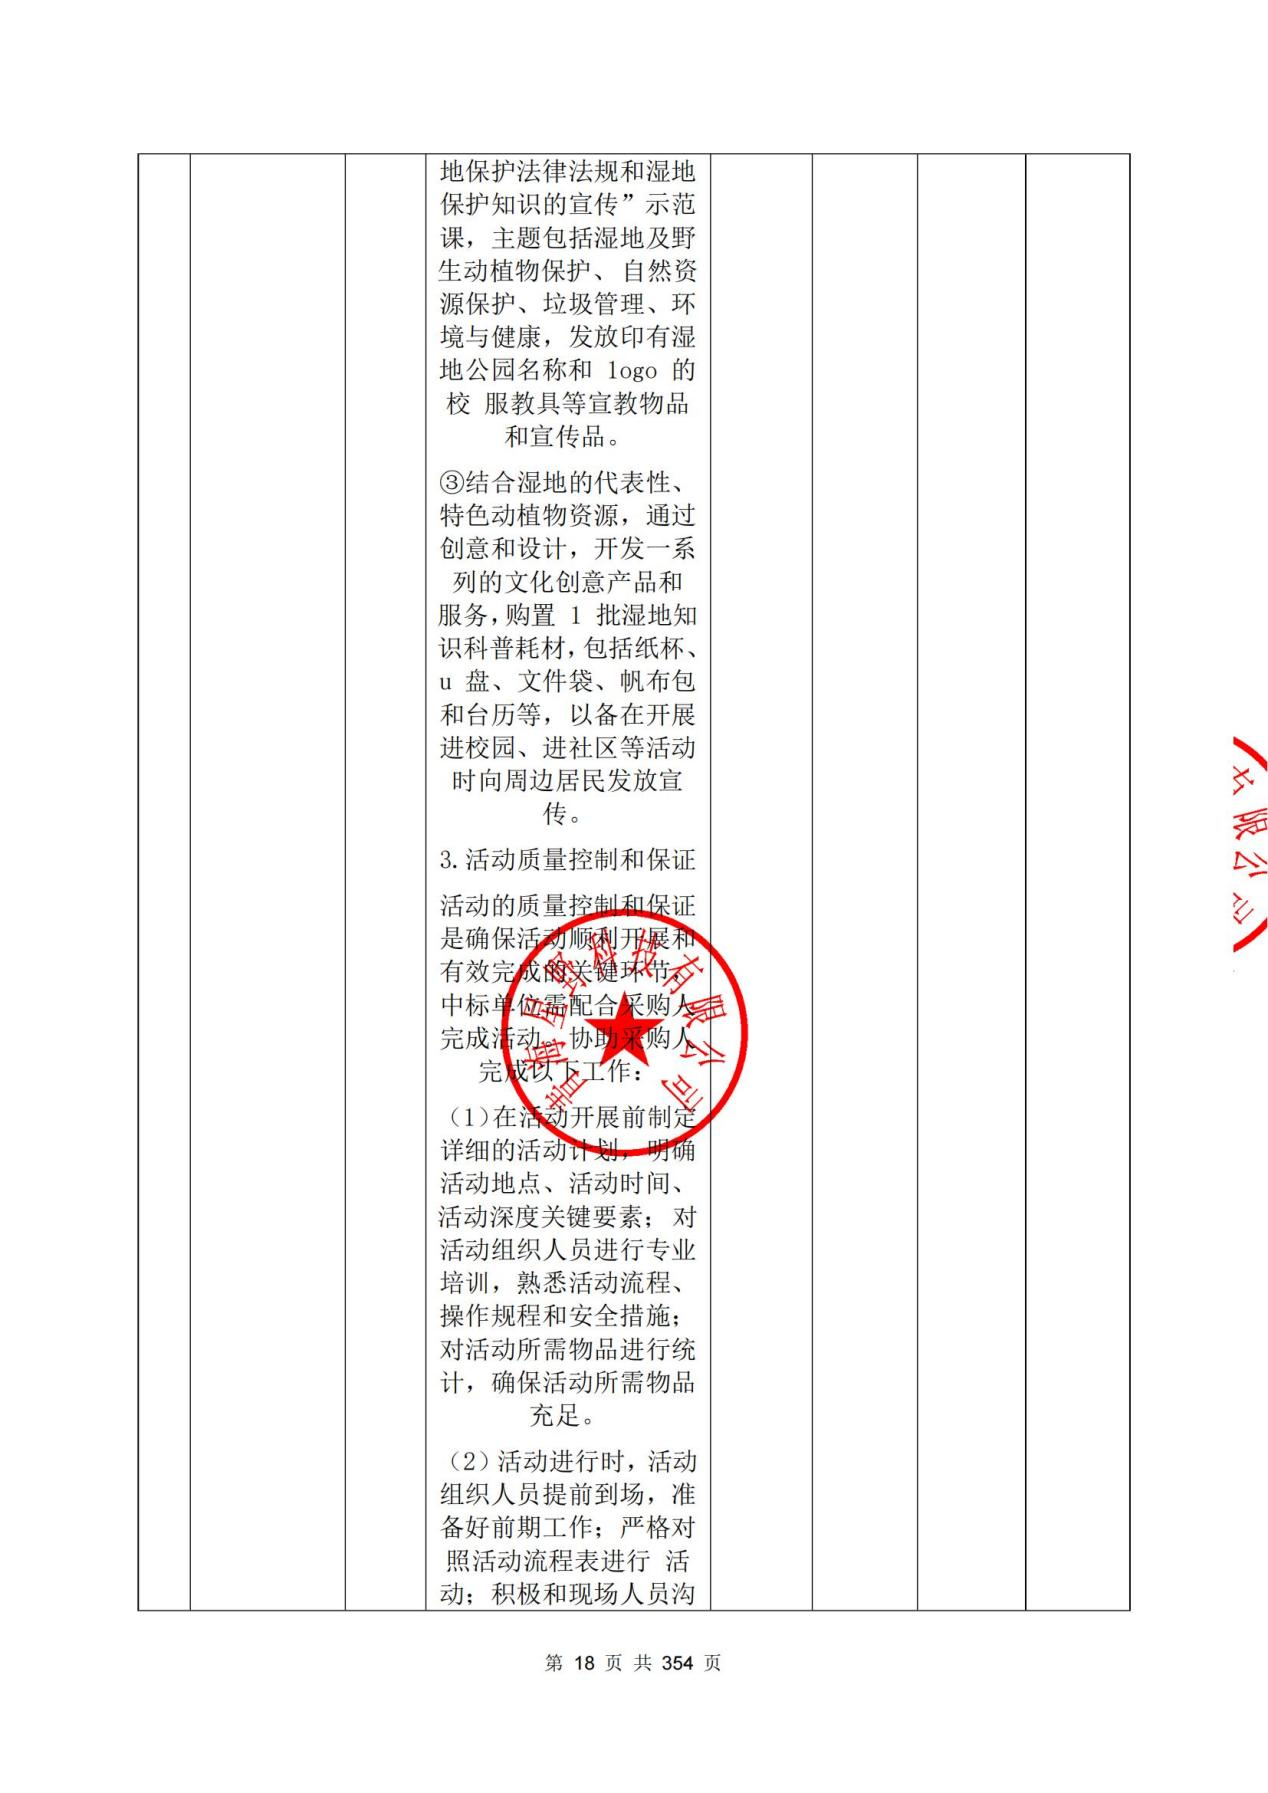 地保护法律法规和湿地
保护知识的宣传”示范
课，主题包括湿地及野
生动植物保护、自然资
源保护、垃圾管理、环
境与健康，发放印有湿
地公园名称和 logo 的
校 服教具等宣教物品
和宣传品。
③结合湿地的代表性、
特色动植物资源，通过
创意和设计，开发一系
列的文化创意产品和
服务，购置 1 批湿地知
识科普耗材，包括纸杯、
u 盘、文件袋、帆布包
和台历等，以备在开展
进校园、进社区等活动
时向周边居民发放宣
传。
3.活动质量控制和保证
活动的质量控制和保证
是确保活动顺利开展和
有效完成的关键环节，
中标单位需配合采购人
完成活动。协助采购人
完成以下工作：
（1）在活动开展前制定
详细的活动计划，明确
活动地点、活动时间、
活动深度关键要素；对
活动组织人员进行专业
培训，熟悉活动流程、
操作规程和安全措施；
对活动所需物品进行统
计，确保活动所需物品
充足。
（2）活动进行时，活动
组织人员提前到场，准
备好前期工作；严格对
照活动流程表进行 活
动；积极和现场人员沟
科技有限公司
限公司
第 18 页 共 354 页